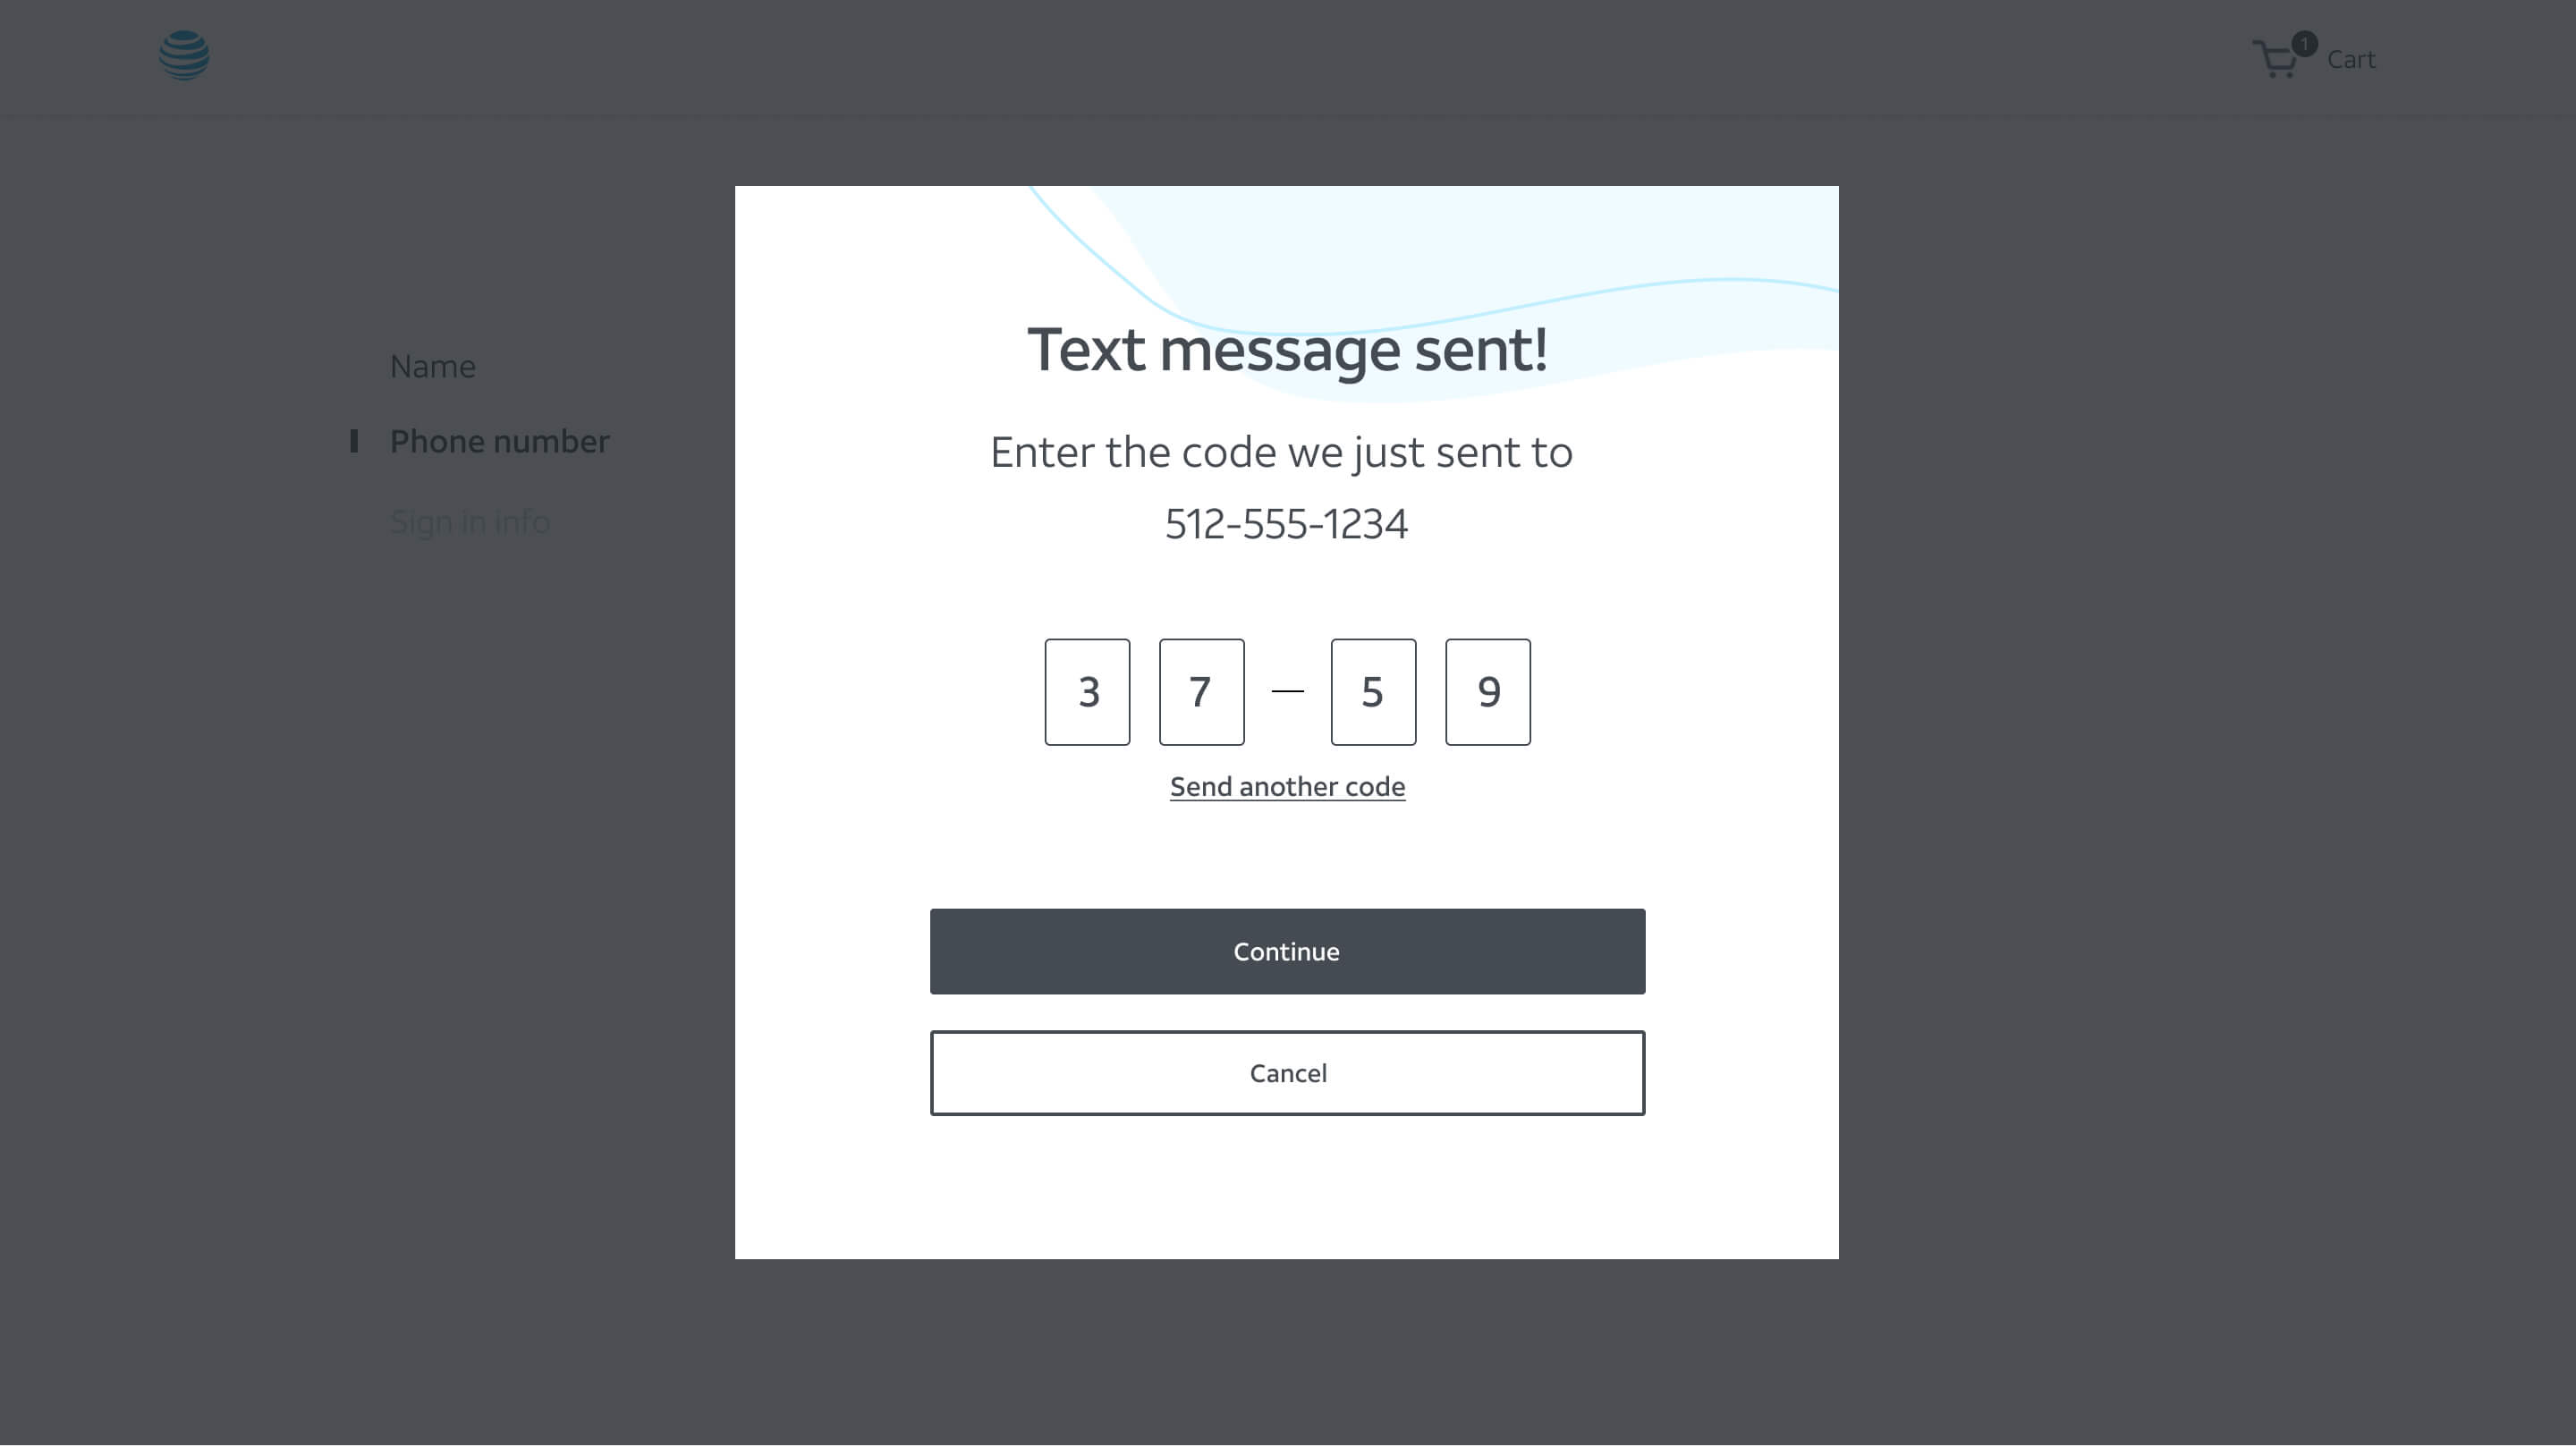 1
Cart
Name
Phone number
Sign in info
Text message sent!
Enter the code we just sent to
512-555-1234
3 7 — 5 9
Send another code
Continue
Cancel